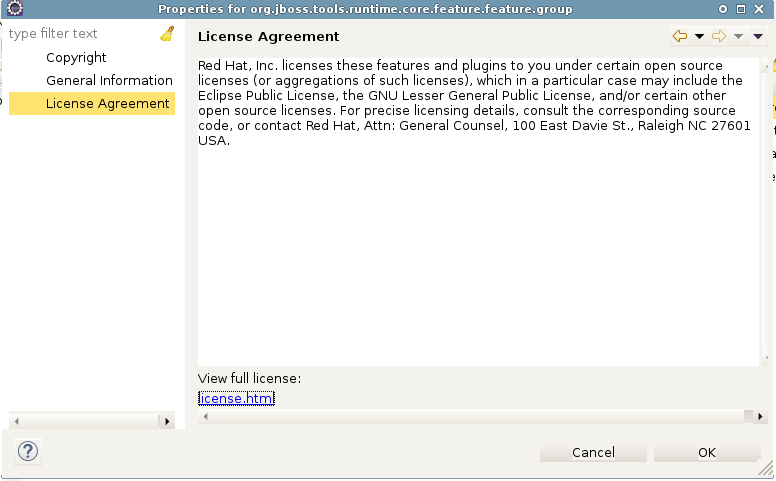 Properties for org.jboss.tools.runtime.core.feature.feature.group
type filter text
Copyright
General Information
License Agreement
License Agreement
Red Hat, Inc. licenses these features and plugins to you under certain open source
licenses (or aggregations of such licenses), which in a particular case may include the
Eclipse Public License, the GNU Lesser General Public License, and/or certain other
open source licenses. For precise licensing details, consult the corresponding source
code, or contact Red Hat, Attn: General Counsel, 100 East Davie St., Raleigh NC 27601
USA.
View full license:
license.html
Cancel
OK